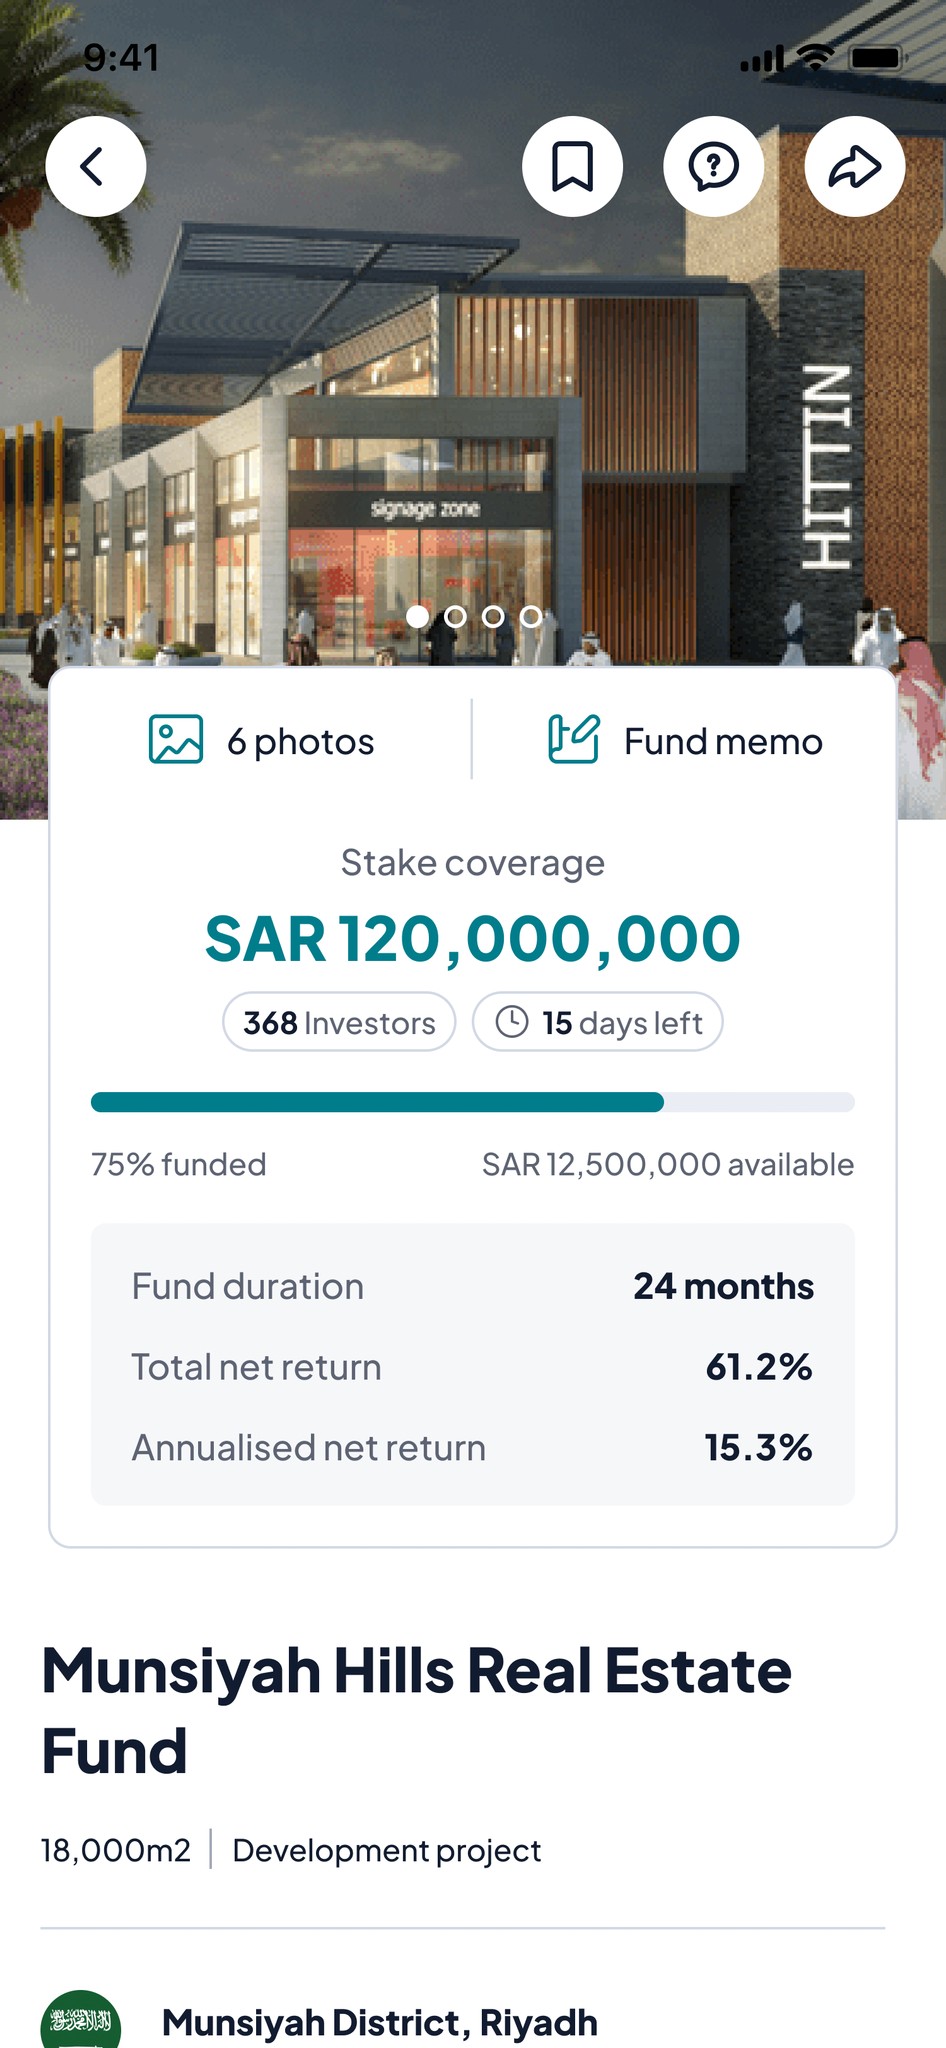 9:41
HITTIN
signage zone
6 photos
Fund memo
Stake coverage
SAR 120,000,000
368 Investors
15 days left
75% funded
SAR 12,500,000 available
Fund duration
24 months
Total net return
61.2%
Annualised net return
15.3%
Munsiyah Hills Real Estate
Fund
18,000m2
Development project
Munsiyah District, Riyadh